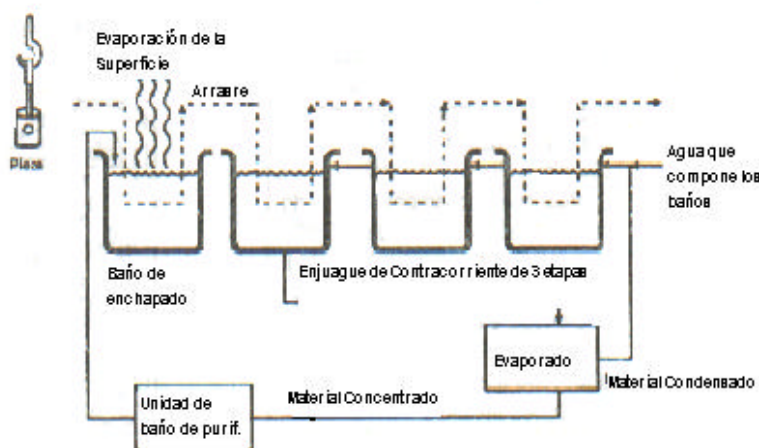 Evaporación de la
Superficie
Arrastre
Pieza
Agua que
compone los
baños
Baño de
enchapado
Enjuague de Contracorriente de 3 etapas
Evaporado
Material Condensado
Material Concentrado
Unidad de
baño de purif.